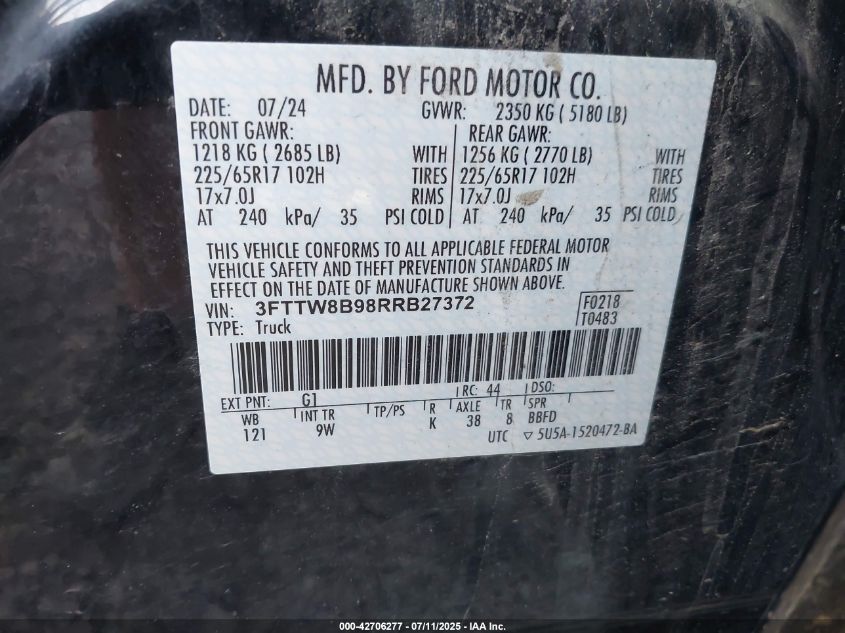 MFD. BY FORD MOTOR CO.
DATE: 07/24 GVWR: 2350 KG ( 5180 LB)
FRONT GAWR: REAR GAWR:
1218 KG ( 2685 LB) WITH 1256 KG ( 2770 LB) WITH
225/65R17 102H TIRES 225/65R17 102H TIRES
17x7.0J RIMS 17x7.0J RIMS
AT 240 kPa/ 35 PSI COLD AT 240 kPa/ 35 PSI COLD
THIS VEHICLE CONFORMS TO ALL APPLICABLE FEDERAL MOTOR
VEHICLE SAFETY AND THEFT PREVENTION STANDARDS IN
EFFECT ON THE DATE OF MANUFACTURE SHOWN ABOVE.
VIN: 3FTTW8B98RRB27372 F0218
TYPE: Truck T0483
EXT PNT: G1 RC: 44 DSO:
WB INT TR TP/PS R AXLE TR SPR
121 9W K 38 8 BBFD
UTC ▽ 5U5A-1520472-BA
000-42706277 - 07/11/2025 - IAA Inc.